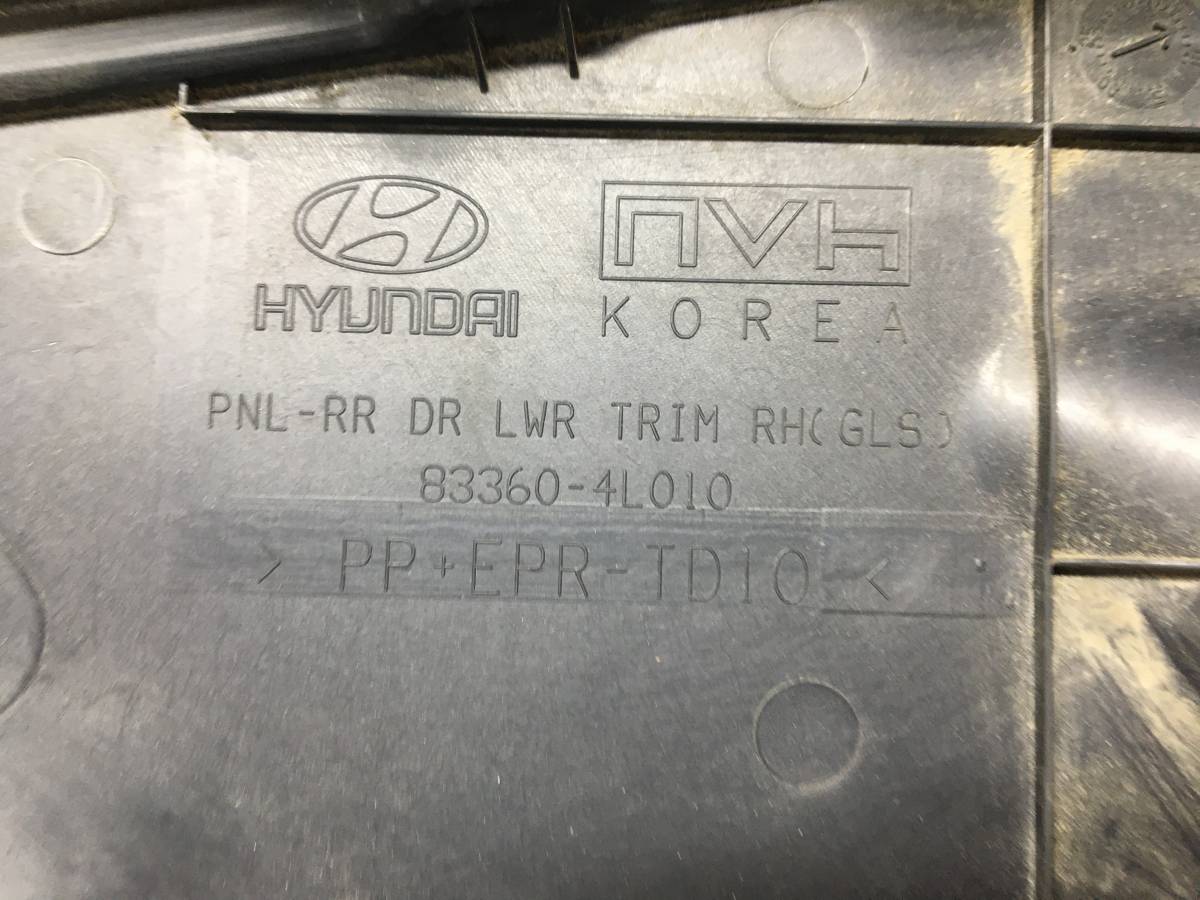 HYUNDAI
NVH
KOREA
PNL-RR DR LWR TRIM RH(GLS)
83360-4L010
> PP+EPR-TD10 <